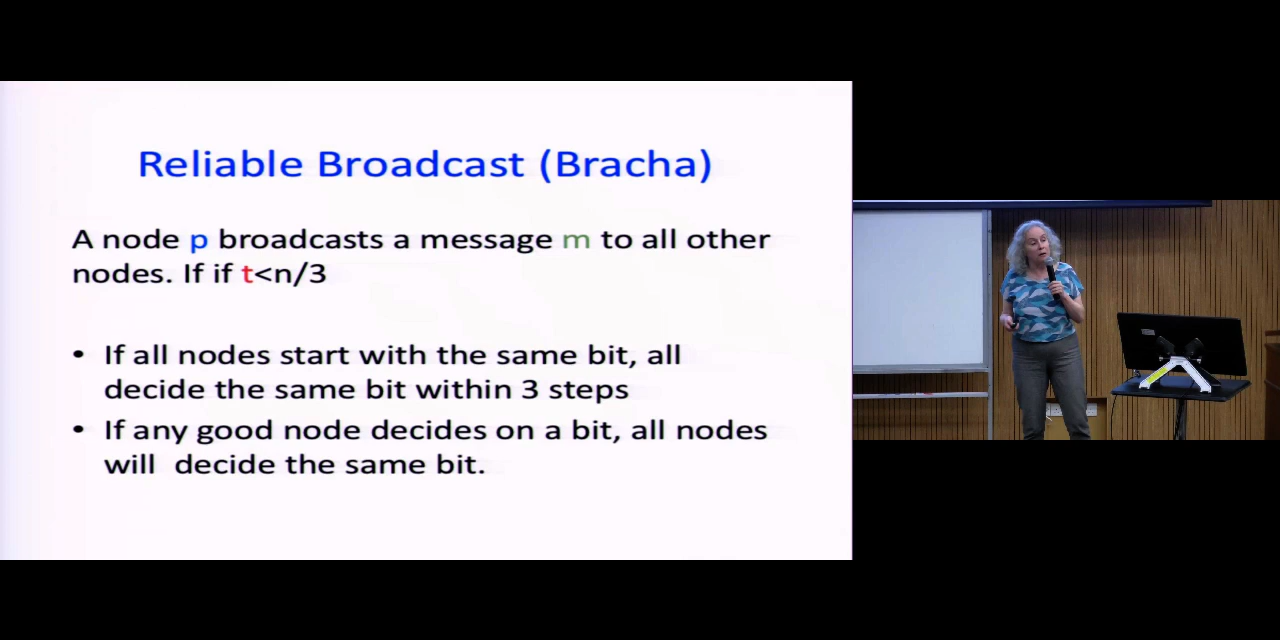 Reliable Broadcast (Bracha)
A node p broadcasts a message m to all other
nodes. If if t<n/3
• If all nodes start with the same bit, all
decide the same bit within 3 steps
• If any good node decides on a bit, all nodes
will decide the same bit.